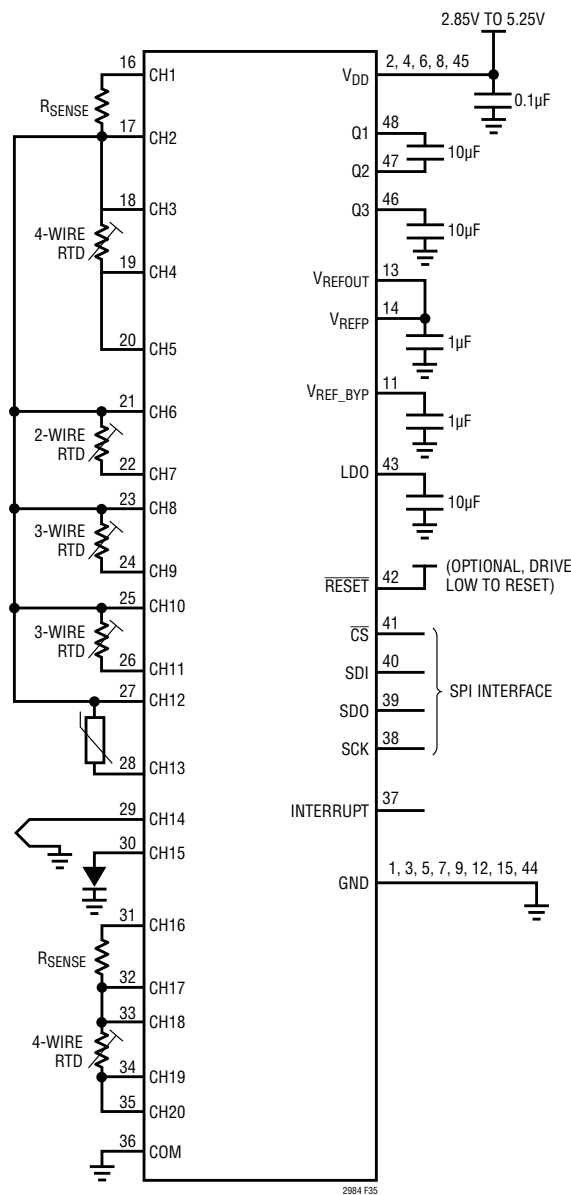 2.85V TO 5.25V
16 CH1
RSENSE
17 CH2
18 CH3
4-WIRE
RTD
19 CH4
20 CH5
21 CH6
2-WIRE
RTD
22 CH7
23 CH8
3-WIRE
RTD
24 CH9
25 CH10
3-WIRE
RTD
26 CH11
27 CH12
28 CH13
29 CH14
30 CH15
31 CH16
RSENSE
32 CH17
33 CH18
4-WIRE
RTD
34 CH19
35 CH20
36 COM
VDD 2, 4, 6, 8, 45
0.1µF
Q1 48
10µF
Q2 47
Q3 46
10µF
VREFOUT 13
VREFP 14
1µF
VREF_BYP 11
1µF
LDO 43
10µF
RESET 42
(OPTIONAL, DRIVE
LOW TO RESET)
CS 41
SDI 40
SPI INTERFACE
SDO 39
SCK 38
INTERRUPT 37
GND 1, 3, 5, 7, 9, 12, 15, 44
2984 F35